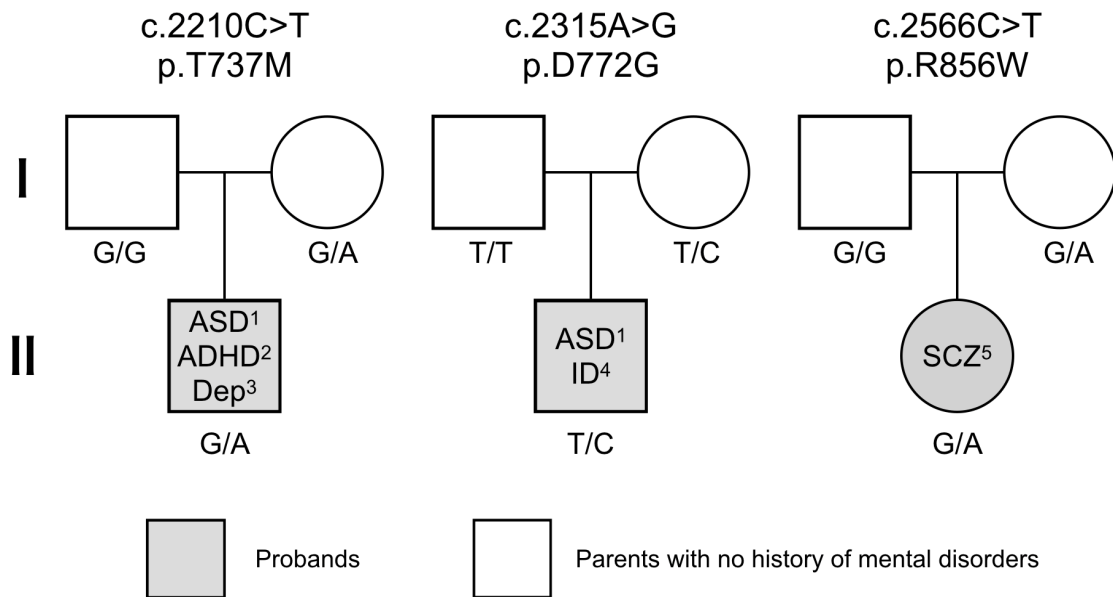 c.2210C>T c.2315A>G c.2566C>T
p.T737M p.D772G p.R856W
I
G/G G/A T/T T/C G/G G/A
II
ASD¹
ADHD²
Dep³
ASD¹
ID⁴
SCZ⁵
G/A T/C G/A
Probands
Parents with no history of mental disorders